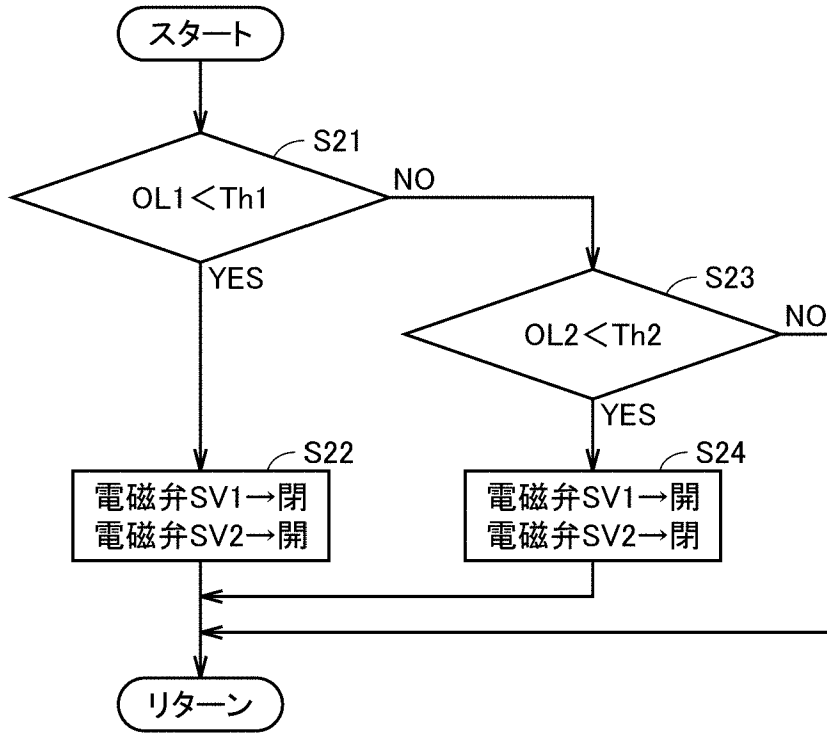 スタート
S21
OL1＜Th1
NO
YES
S23
OL2＜Th2
NO
YES
S22
電磁弁SV1→閉
電磁弁SV2→開
S24
電磁弁SV1→開
電磁弁SV2→閉
リターン